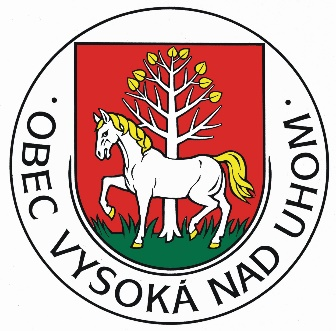 · OBEC VYSOKÁ NAD UHOM ·